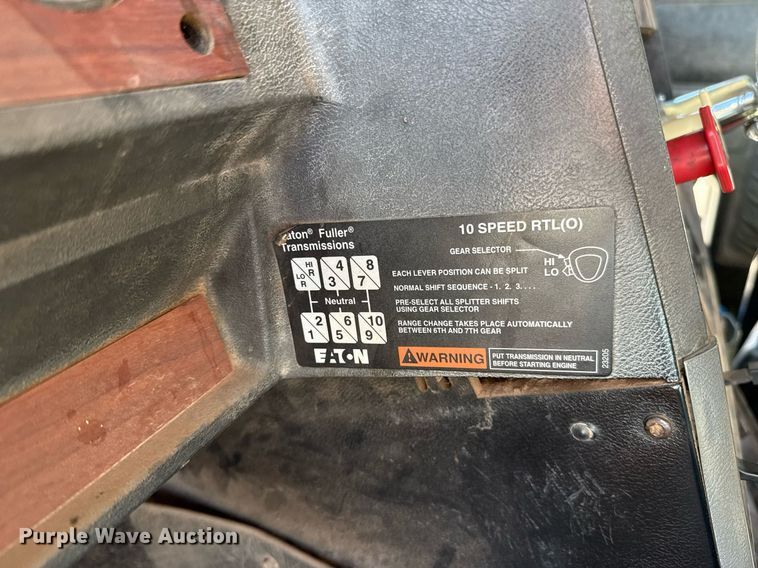 aton® Fuller®
Transmissions
10 SPEED RTL(O)
GEAR SELECTOR
HI
LO
HI
R
LO
R
4
3
8
7
EACH LEVER POSITION CAN BE SPLIT
NORMAL SHIFT SEQUENCE - 1. 2. 3. . . .
Neutral
PRE-SELECT ALL SPLITTER SHIFTS
USING GEAR SELECTOR
2
1
6
5
10
9
RANGE CHANGE TAKES PLACE AUTOMATICALLY
BETWEEN 6TH AND 7TH GEAR
EATON
WARNING
PUT TRANSMISSION IN NEUTRAL
BEFORE STARTING ENGINE
23205
Purple Wave Auction